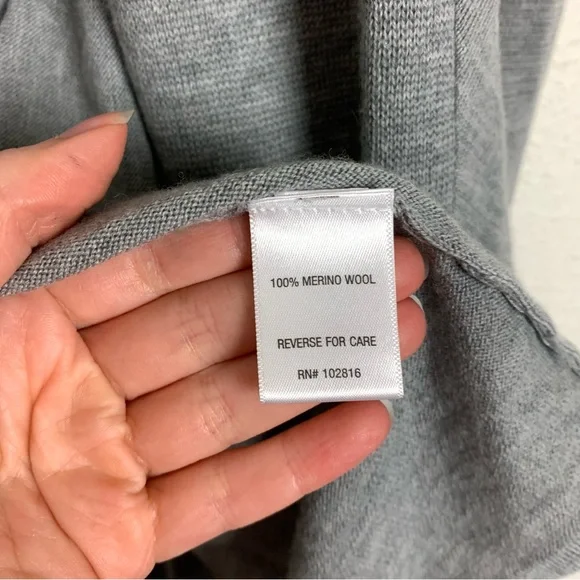 100% MERINO WOOL
REVERSE FOR CARE
RN# 102816